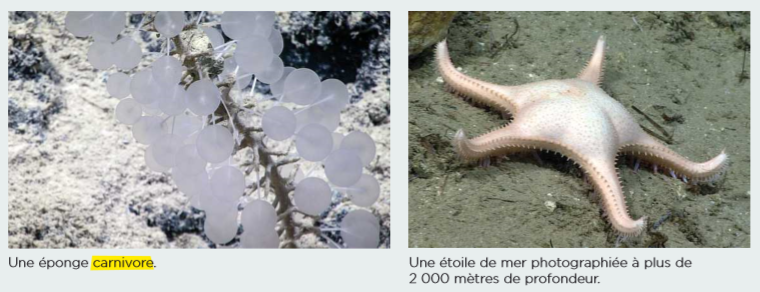 Une éponge carnivore.
Une étoile de mer photographiée à plus de
2 000 mètres de profondeur.